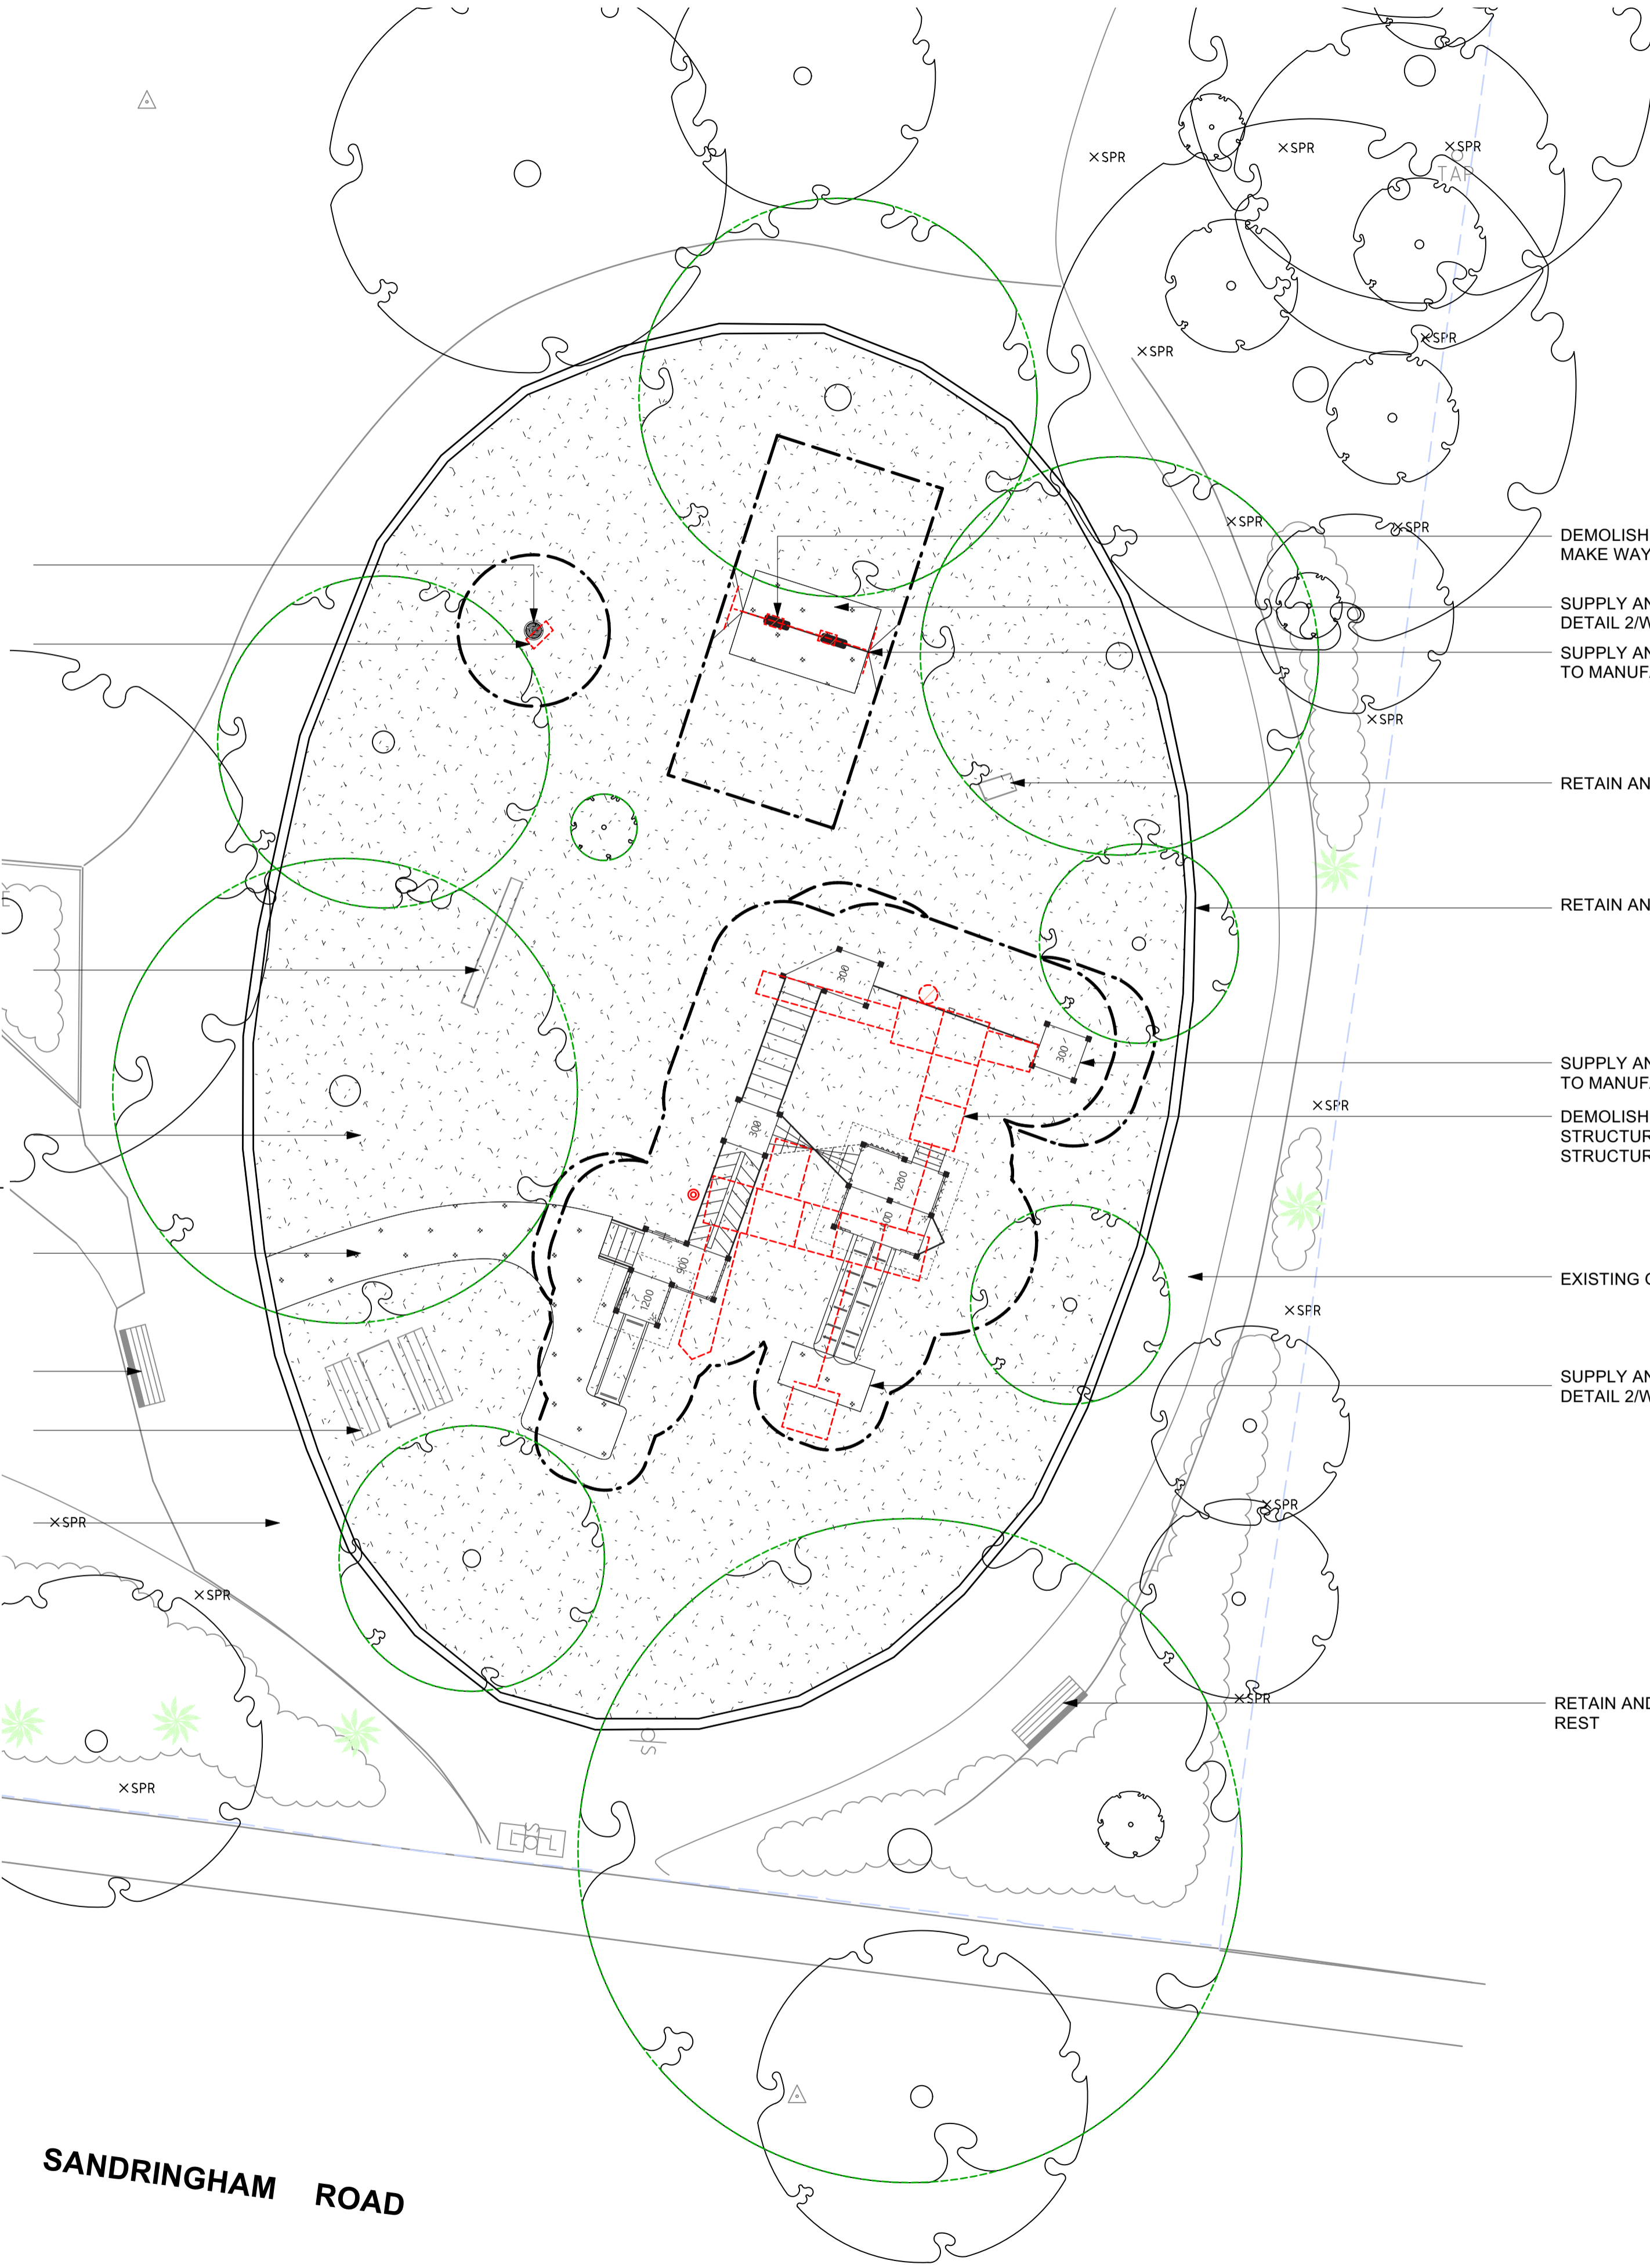 ×SPR
×SPR
×SPR
TAP
×SPR
×SPR
×SPR
×SPR
DEMOLISH
MAKE WAY
SUPPLY AN
DETAIL 2/W
SUPPLY AN
TO MANUF
×SPR
RETAIN AN
RETAIN AN
300
300
SUPPLY AN
TO MANUF
×SPR
DEMOLISH
STRUCTUR
STRUCTUR
300
1200
900
1200
EXISTING
×SPR
SUPPLY AN
DETAIL 2/W
×SPR
×SPR
×SPR
×SPR
RETAIN AND
REST
×SPR
SANDRINGHAM ROAD